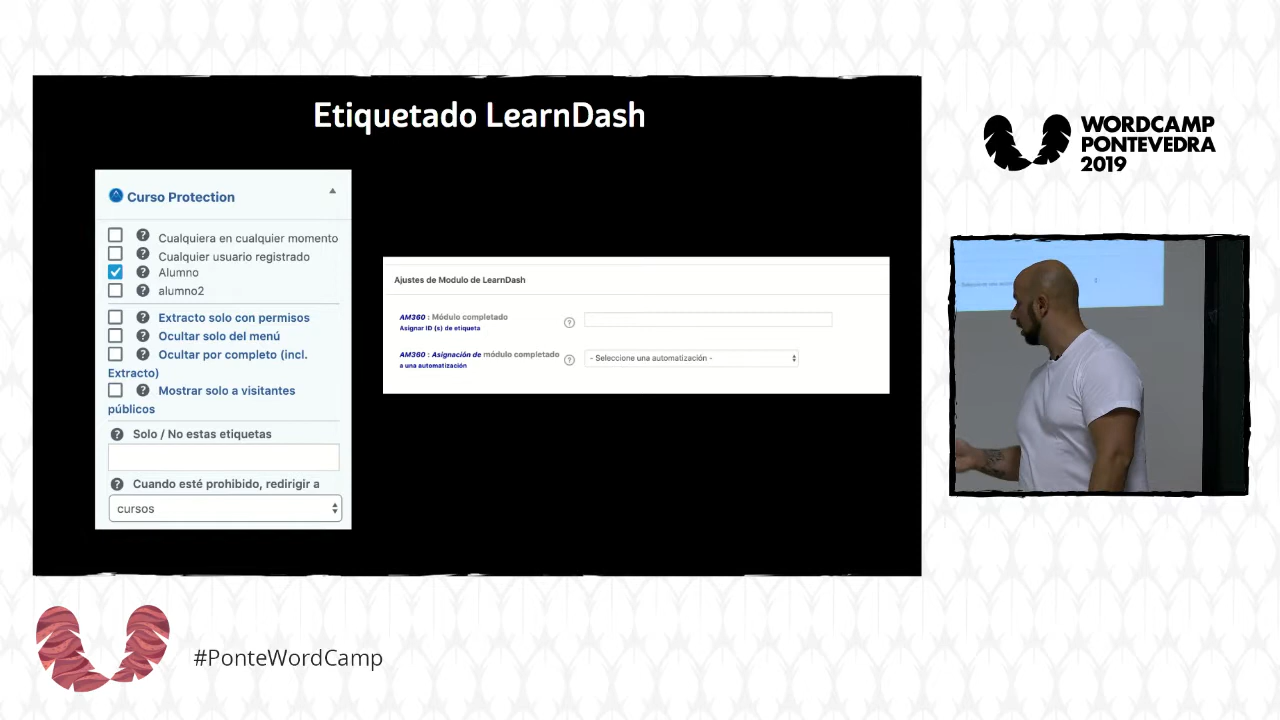 Etiquetado LearnDash
Curso Protection
Cualquiera en cualquier momento
Cualquier usuario registrado
Alumno
alumno2
Extracto solo con permisos
Ocultar solo del menú
Ocultar por completo (incl.
Extracto)
Mostrar solo a visitantes
públicos
Solo / No estas etiquetas
Cuando esté prohibido, redirigir a
cursos
Ajustes de Modulo de LearnDash
AM360 : Módulo completado
Asignar ID (s) de etiqueta
AM360 : Asignación de módulo completado
a una automatización
- Seleccione una automatización -
WORDCAMP
PONTEVEDRA
2019
#PonteWordCamp